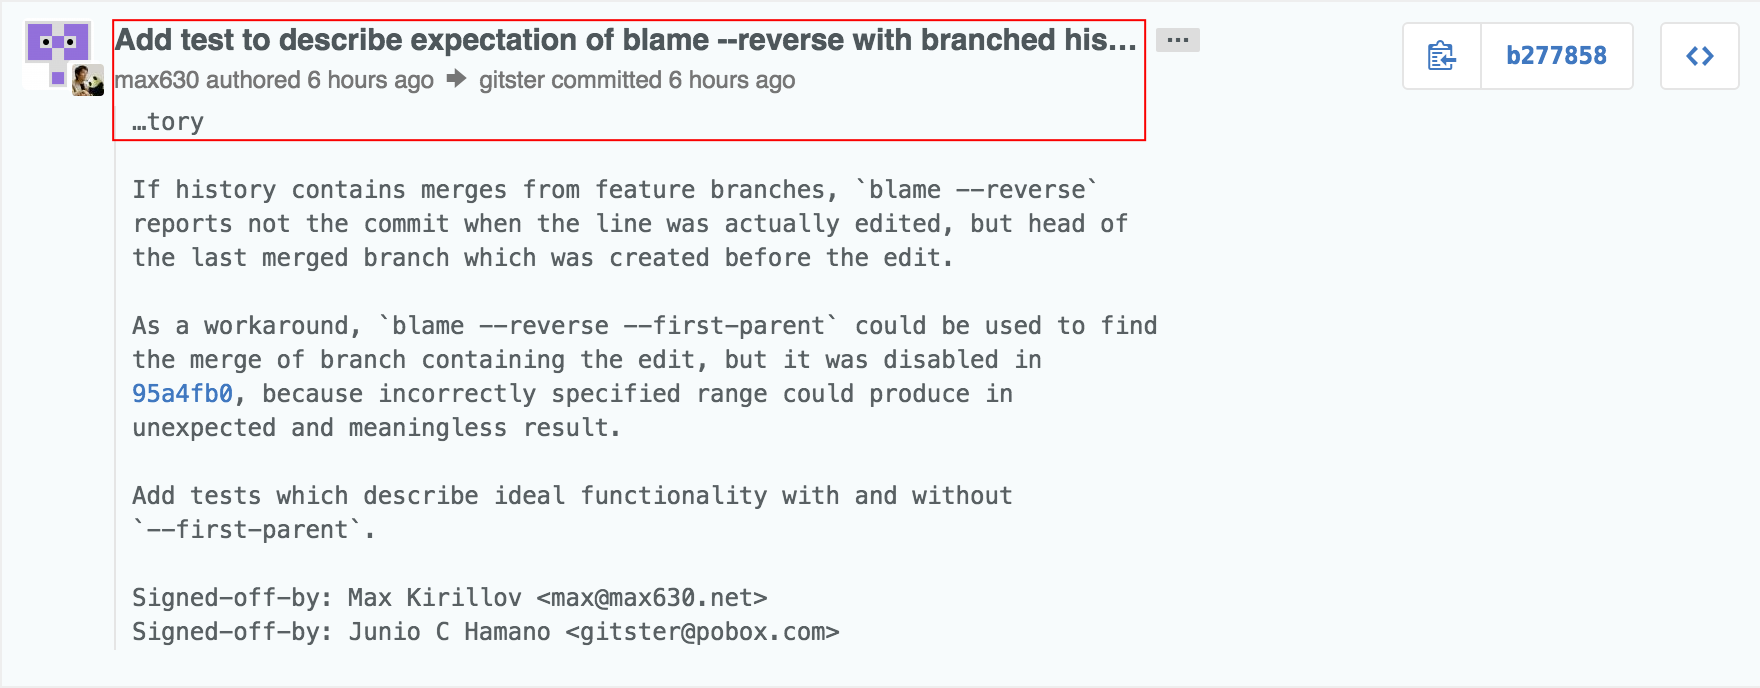 Add test to describe expectation of blame --reverse with branched his… …
b277858
<>
max630 authored 6 hours ago → gitster committed 6 hours ago
…tory
If history contains merges from feature branches, `blame --reverse`
reports not the commit when the line was actually edited, but head of
the last merged branch which was created before the edit.
As a workaround, `blame --reverse --first-parent` could be used to find
the merge of branch containing the edit, but it was disabled in
95a4fb0, because incorrectly specified range could produce in
unexpected and meaningless result.
Add tests which describe ideal functionality with and without
`--first-parent`.
Signed-off-by: Max Kirillov <max@max630.net>
Signed-off-by: Junio C Hamano <gitster@pobox.com>